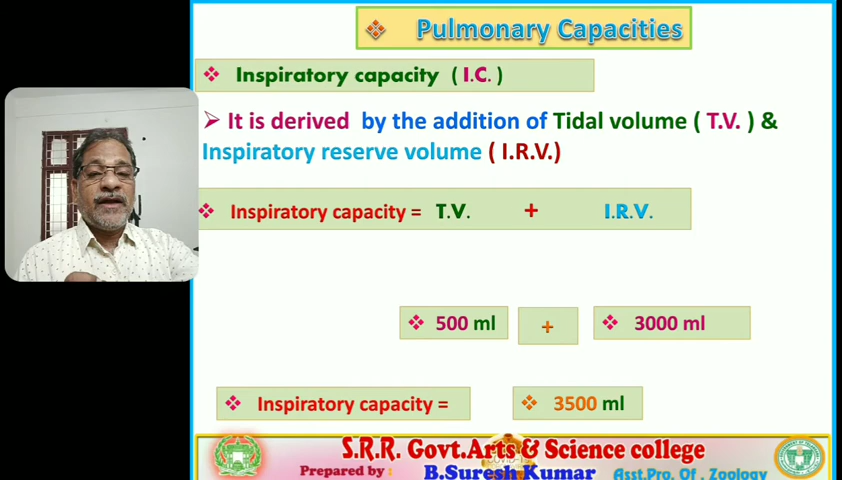 Pulmonary Capacities
Inspiratory capacity ( I.C. )
It is derived by the addition of Tidal volume ( T.V. ) &
Inspiratory reserve volume ( I.R.V.)
Inspiratory capacity = T.V. + I.R.V.
500 ml + 3000 ml
Inspiratory capacity = 3500 ml
S.R.R. Govt.Arts & Science college
Prepared by : B.Suresh Kumar Asst.Pro. Of . Zoology